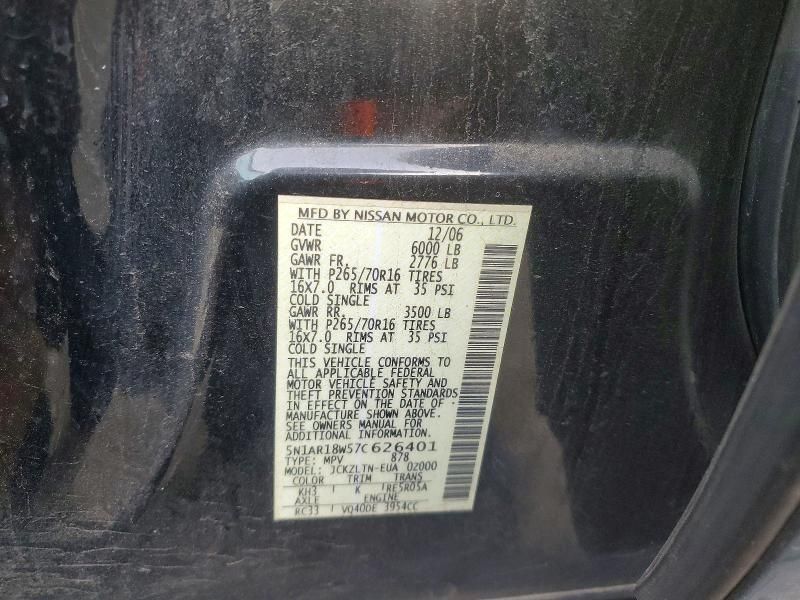 MFD BY NISSAN MOTOR CO., LTD.
DATE 12/06
GVWR 6000 LB
GAWR FR. 2776 LB
WITH P265/70R16 TIRES
16X7.0 RIMS AT 35 PSI
COLD SINGLE
GAWR RR. 3500 LB
WITH P265/70R16 TIRES
16X7.0 RIMS AT 35 PSI
COLD SINGLE
THIS VEHICLE CONFORMS TO
ALL APPLICABLE FEDERAL
MOTOR VEHICLE SAFETY AND
THEFT PREVENTION STANDARDS
IN EFFECT ON THE DATE OF
MANUFACTURE SHOWN ABOVE.
SEE OWNERS MANUAL FOR
ADDITIONAL INFORMATION.
5N1AR18W57C626401
TYPE: MPV 878
MODEL: JCKZLTN-EUA 02000
COLOR TRIM TRANS
KH3 K RE5R05A
AXLE ENGINE
RC33 VQ40DE 3954CC